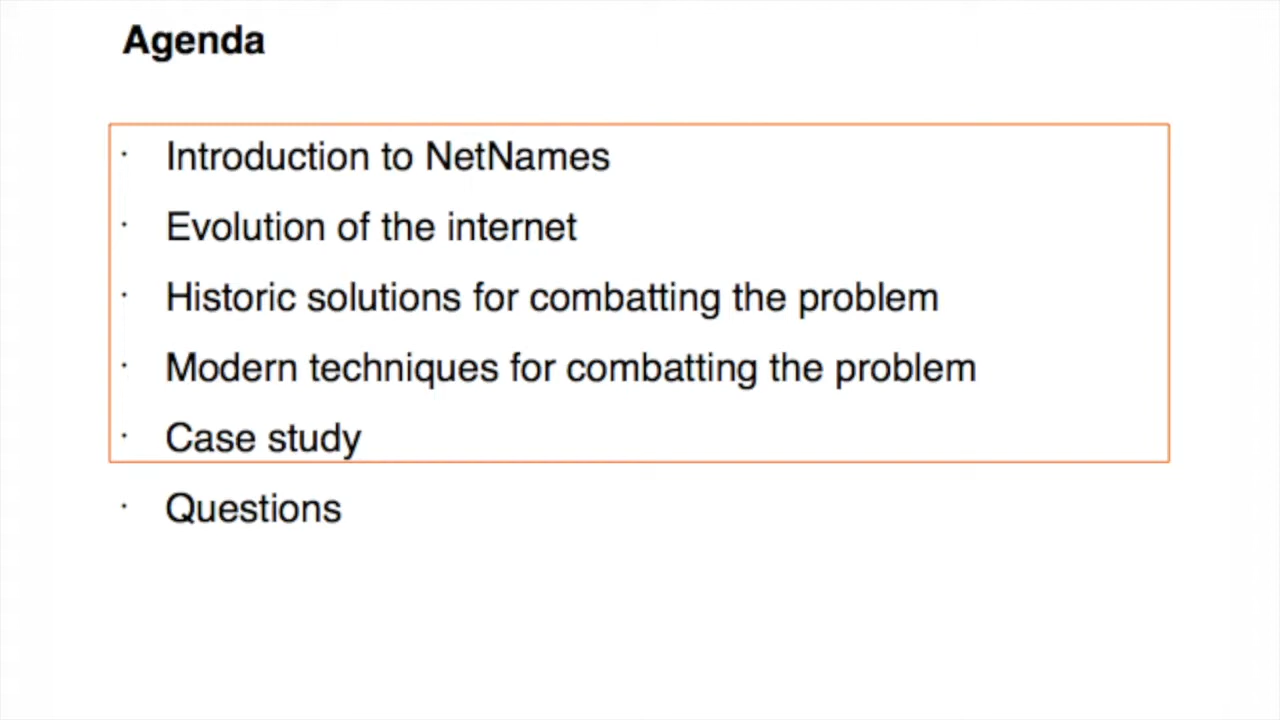 Agenda
· Introduction to NetNames
· Evolution of the internet
· Historic solutions for combatting the problem
· Modern techniques for combatting the problem
· Case study
· Questions